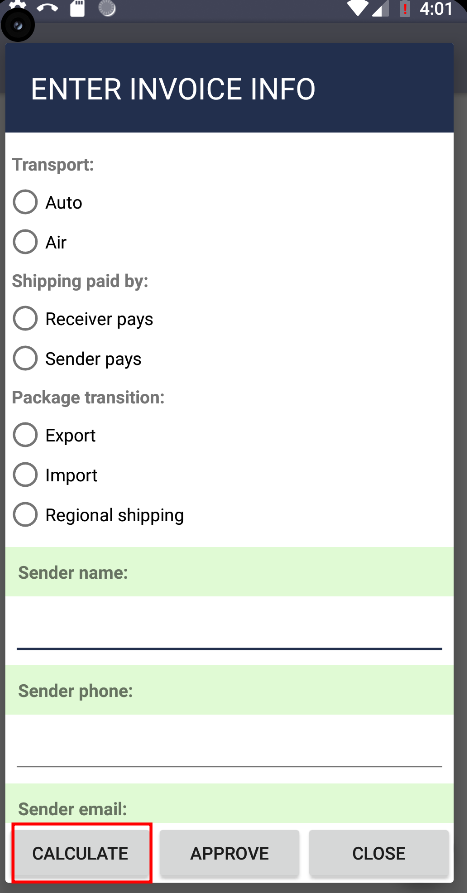 4:01
ENTER INVOICE INFO
Transport:
Auto
Air
Shipping paid by:
Receiver pays
Sender pays
Package transition:
Export
Import
Regional shipping
Sender name:
Sender phone:
Sender email:
CALCULATE APPROVE CLOSE